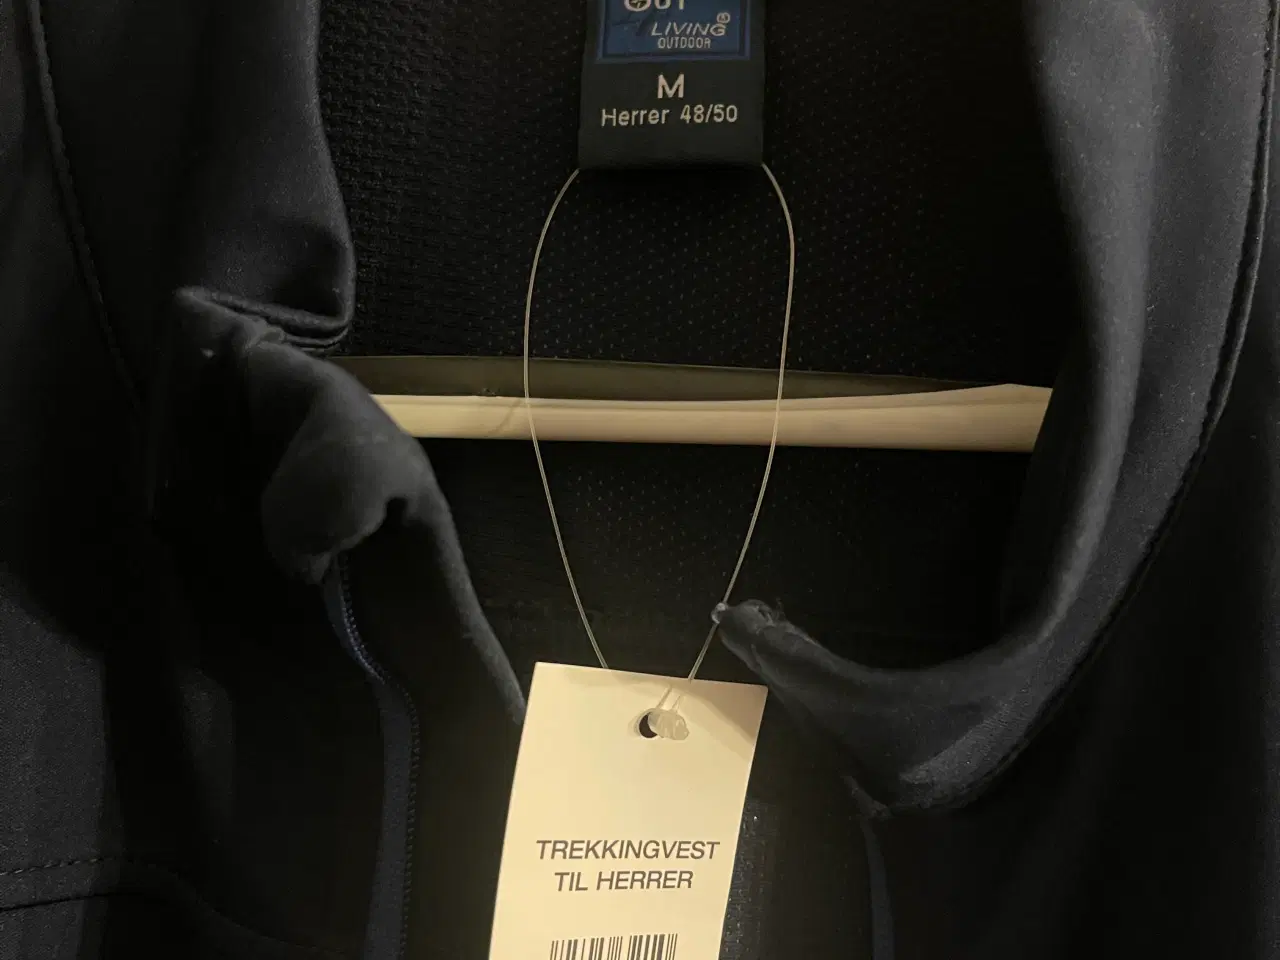 LIVING
OUTDOOR
M
Herrer 48/50
TREKKINGVEST
TIL HERRER